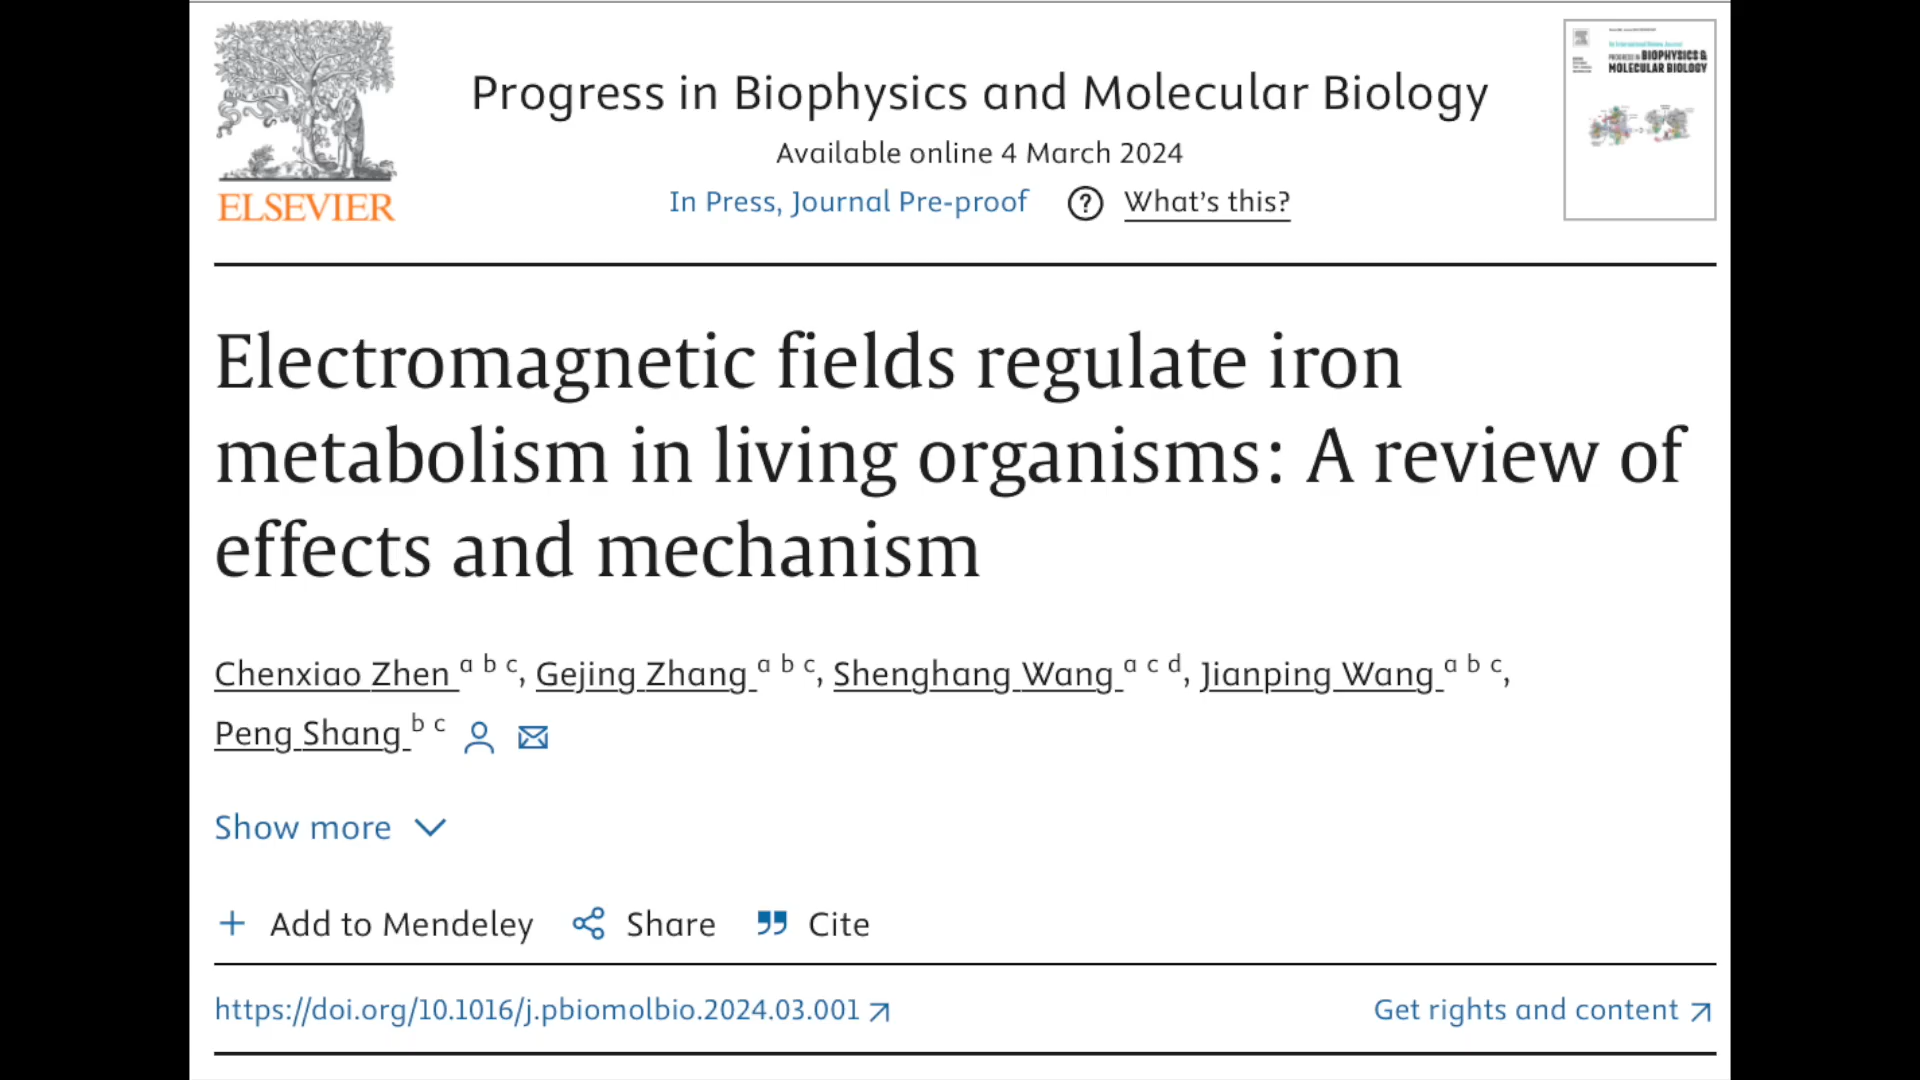 ELSEVIER
Progress in Biophysics and Molecular Biology
Available online 4 March 2024
In Press, Journal Pre-proof ? What's this?
PROGRESS IN BIOPHYSICS &
MOLECULAR BIOLOGY
Electromagnetic fields regulate iron
metabolism in living organisms: A review of
effects and mechanism
Chenxiao Zhen a b c, Gejing Zhang a b c, Shenghang Wang a c d, Jianping Wang a b c,
Peng Shang b c
Show more
+ Add to Mendeley Share Cite
https://doi.org/10.1016/j.pbiomolbio.2024.03.001
Get rights and content